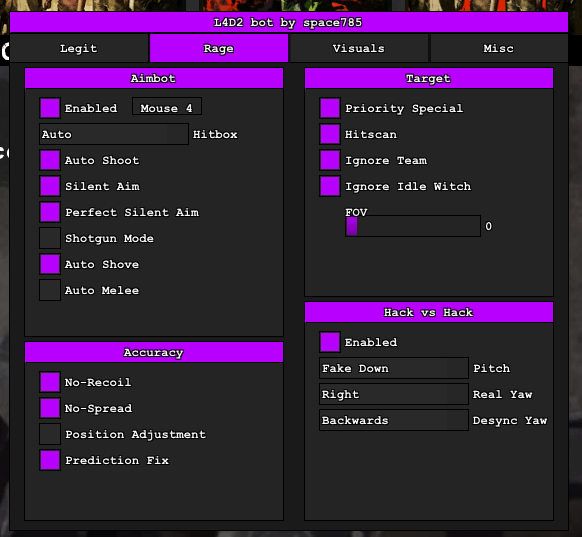 L4D2 bot by space785
Legit Rage Visuals Misc
Aimbot
Enabled Mouse 4
Auto Hitbox
Auto Shoot
Silent Aim
Perfect Silent Aim
Shotgun Mode
Auto Shove
Auto Melee
Accuracy
No-Recoil
No-Spread
Position Adjustment
Prediction Fix
Target
Priority Special
Hitscan
Ignore Team
Ignore Idle Witch
FOV
0
Hack vs Hack
Enabled
Fake Down Pitch
Right Real Yaw
Backwards Desync Yaw